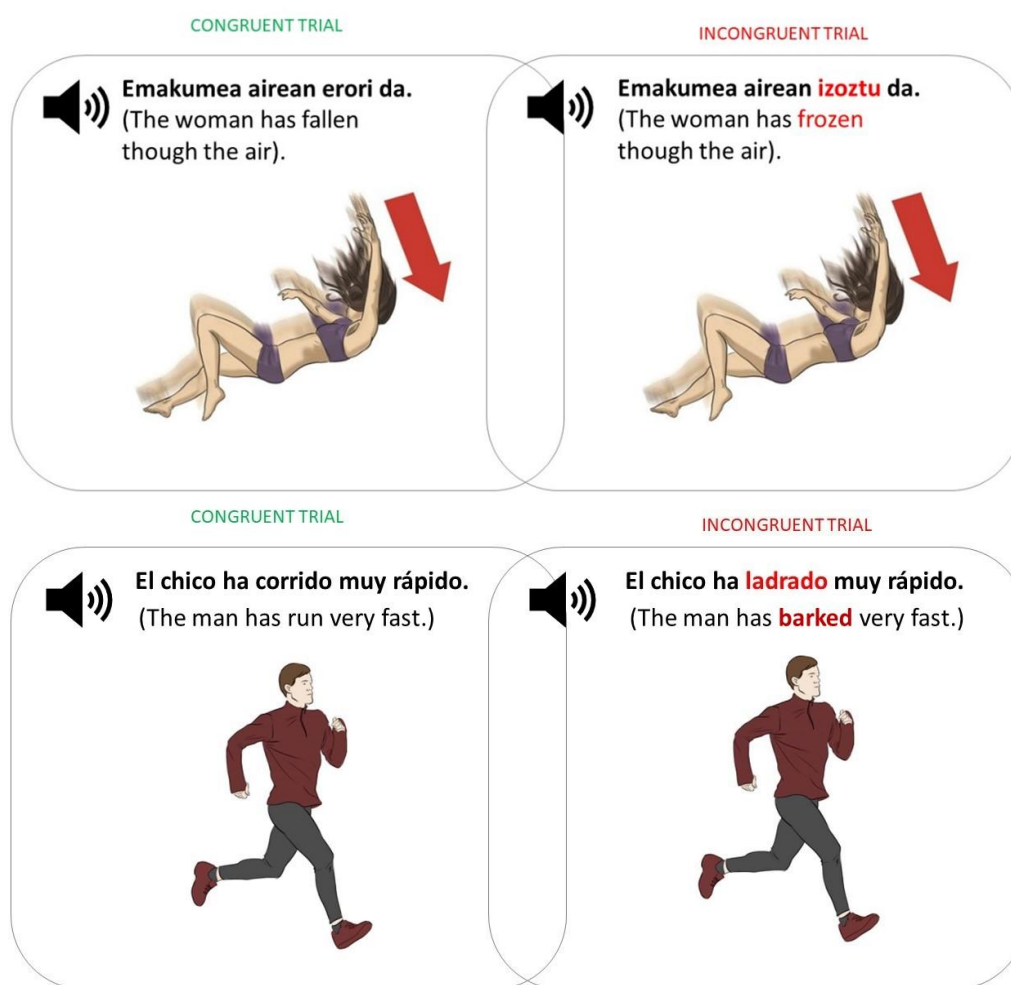 CONGRUENT TRIAL
Emakumea airean erori da.
(The woman has fallen
though the air).
INCONGRUENT TRIAL
Emakumea airean izoztu da.
(The woman has frozen
though the air).
CONGRUENT TRIAL
El chico ha corrido muy rápido.
(The man has run very fast.)
INCONGRUENT TRIAL
El chico ha ladrado muy rápido.
(The man has barked very fast.)